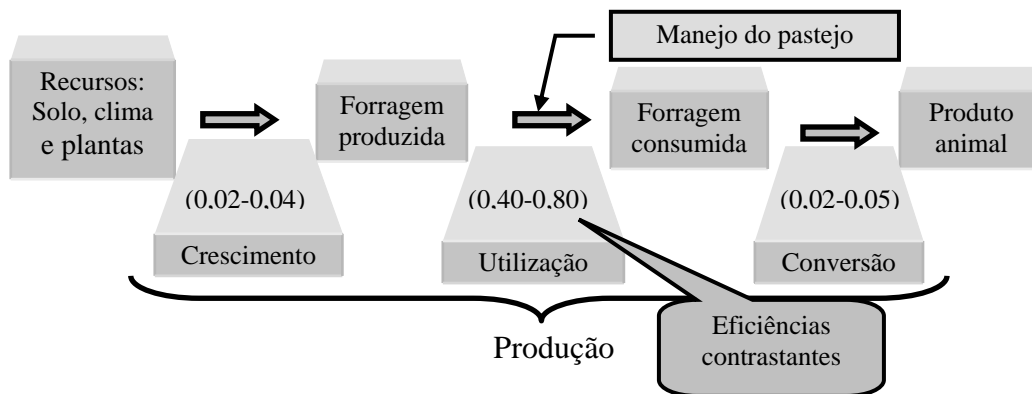 Manejo do pastejo
Recursos:
Solo, clima
e plantas
Forragem
produzida
Forragem
consumida
Produto
animal
(0,02-0,04)
(0,40-0,80)
(0,02-0,05)
Crescimento
Utilização
Conversão
Produção
Eficiências
contrastantes